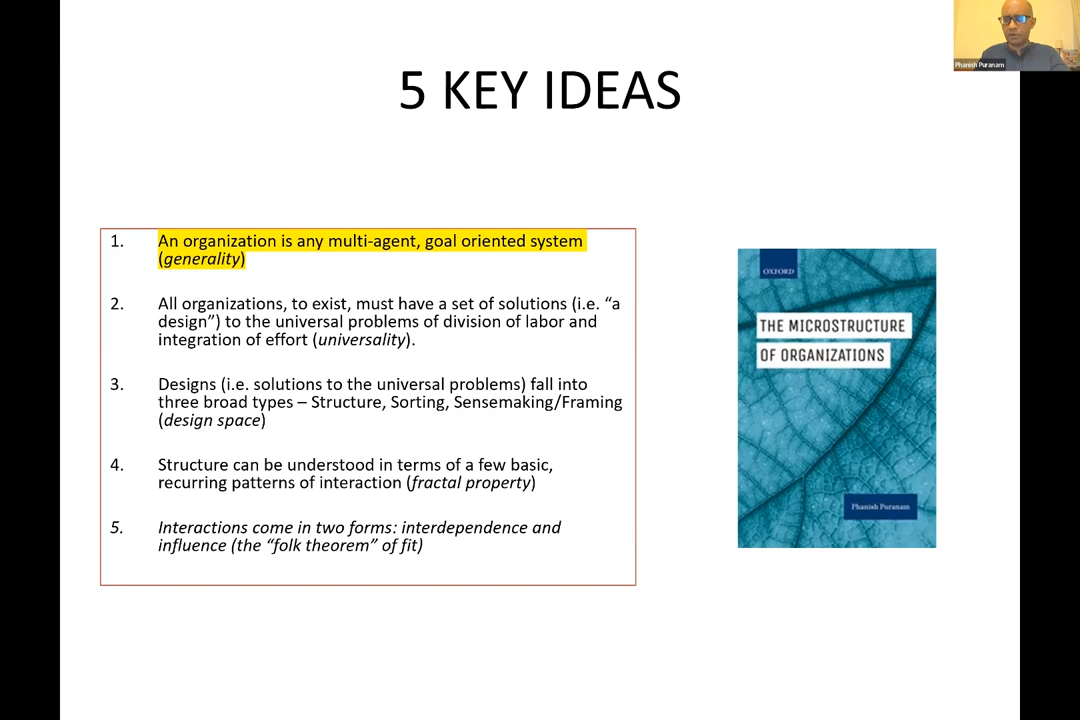 5 KEY IDEAS
Phanish Puranam
1. An organization is any multi-agent, goal oriented system
(generality)
2. All organizations, to exist, must have a set of solutions (i.e. “a
design”) to the universal problems of division of labor and
integration of effort (universality).
3. Designs (i.e. solutions to the universal problems) fall into
three broad types – Structure, Sorting, Sensemaking/Framing
(design space)
4. Structure can be understood in terms of a few basic,
recurring patterns of interaction (fractal property)
5. Interactions come in two forms: interdependence and
influence (the “folk theorem” of fit)
OXFORD
THE MICROSTRUCTURE
OF ORGANIZATIONS
Phanish Puranam